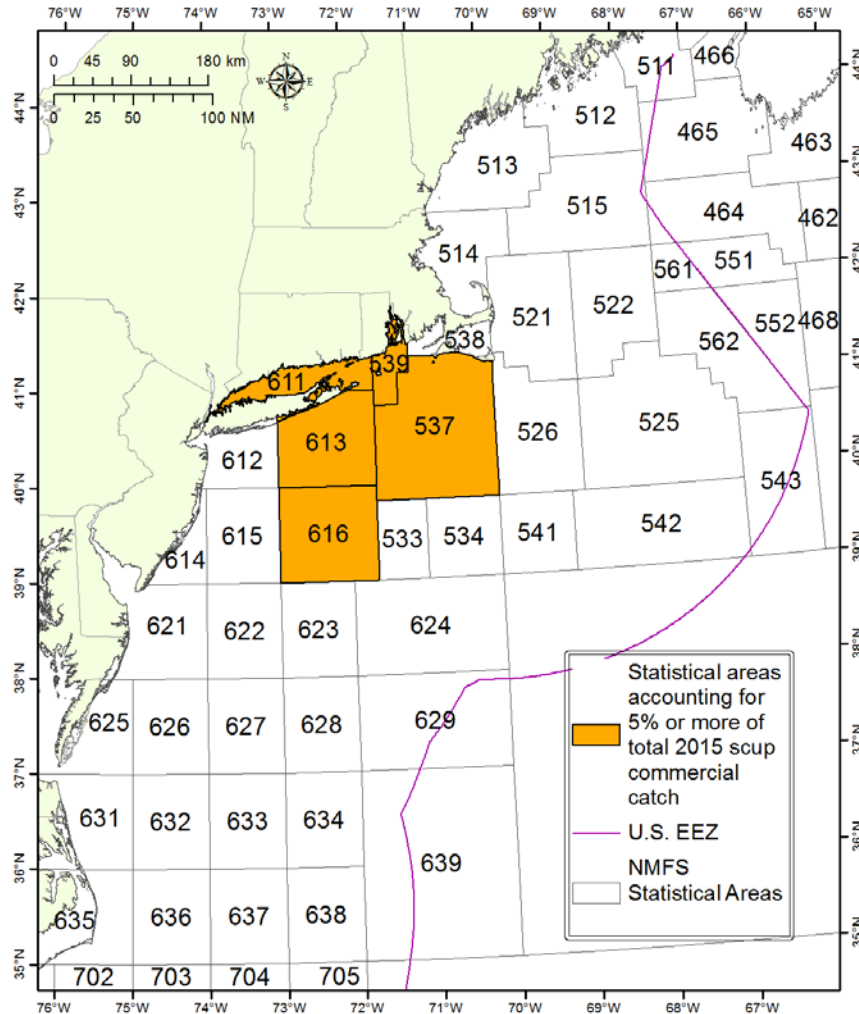 76°W 75°W 74°W 73°W 72°W 71°W 70°W 69°W 68°W 67°W 66°W 65°W
0 45 90 180 km
0 25 50 100 NM
N
W E
S
44°N
43°N
42°N
41°N
40°N
39°N
38°N
37°N
36°N
35°N
44°N
43°N
42°N
41°N
40°N
39°N
38°N
37°N
36°N
35°N
511 466
512 465 463
513
515 464 462
514
561 551
521 522 552 468
538 562
539
611
537 525
613 526
612 543
616 542
615 533 534 541
614
621 622 623 624
625 626 627 628 629
631 632 633 634
639
635 636 637 638
702 703 704 705
Statistical areas
accounting for
5% or more of
total 2015 scup
commercial
catch
U.S. EEZ
NMFS
Statistical Areas
76°W 75°W 74°W 73°W 72°W 71°W 70°W 69°W 68°W 67°W